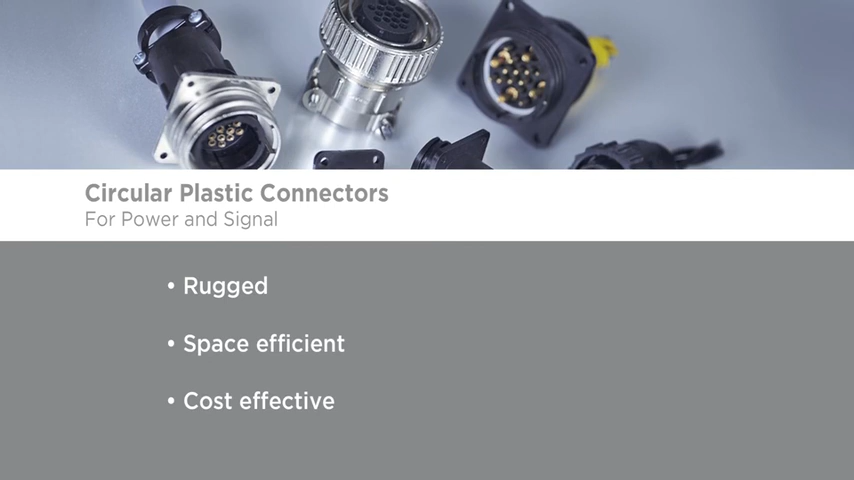 Circular Plastic Connectors
For Power and Signal
• Rugged
• Space efficient
• Cost effective